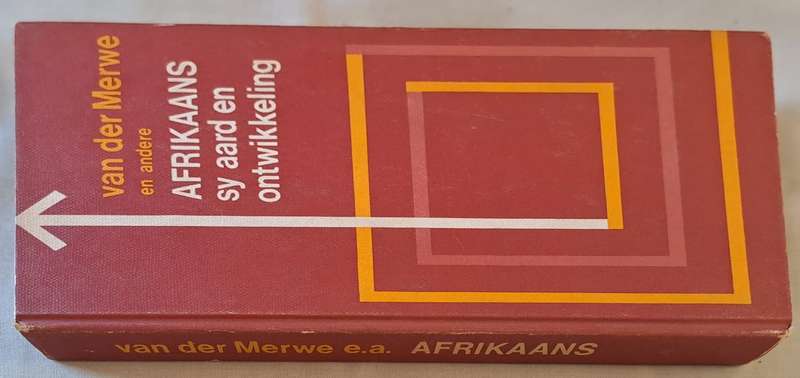 van der Merwe
en andere
AFRIKAANS
sy aard en
ontwikkeling
van der Merwe e.a. AFRIKAANS